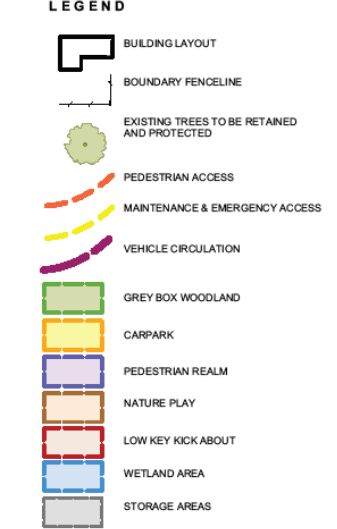 LEGEND
BUILDING LAYOUT
BOUNDARY FENCELINE
EXISTING TREES TO BE RETAINED
AND PROTECTED
PEDESTRIAN ACCESS
MAINTENANCE & EMERGENCY ACCESS
VEHICLE CIRCULATION
GREY BOX WOODLAND
CARPARK
PEDESTRIAN REALM
NATURE PLAY
LOW KEY KICK ABOUT
WETLAND AREA
STORAGE AREAS